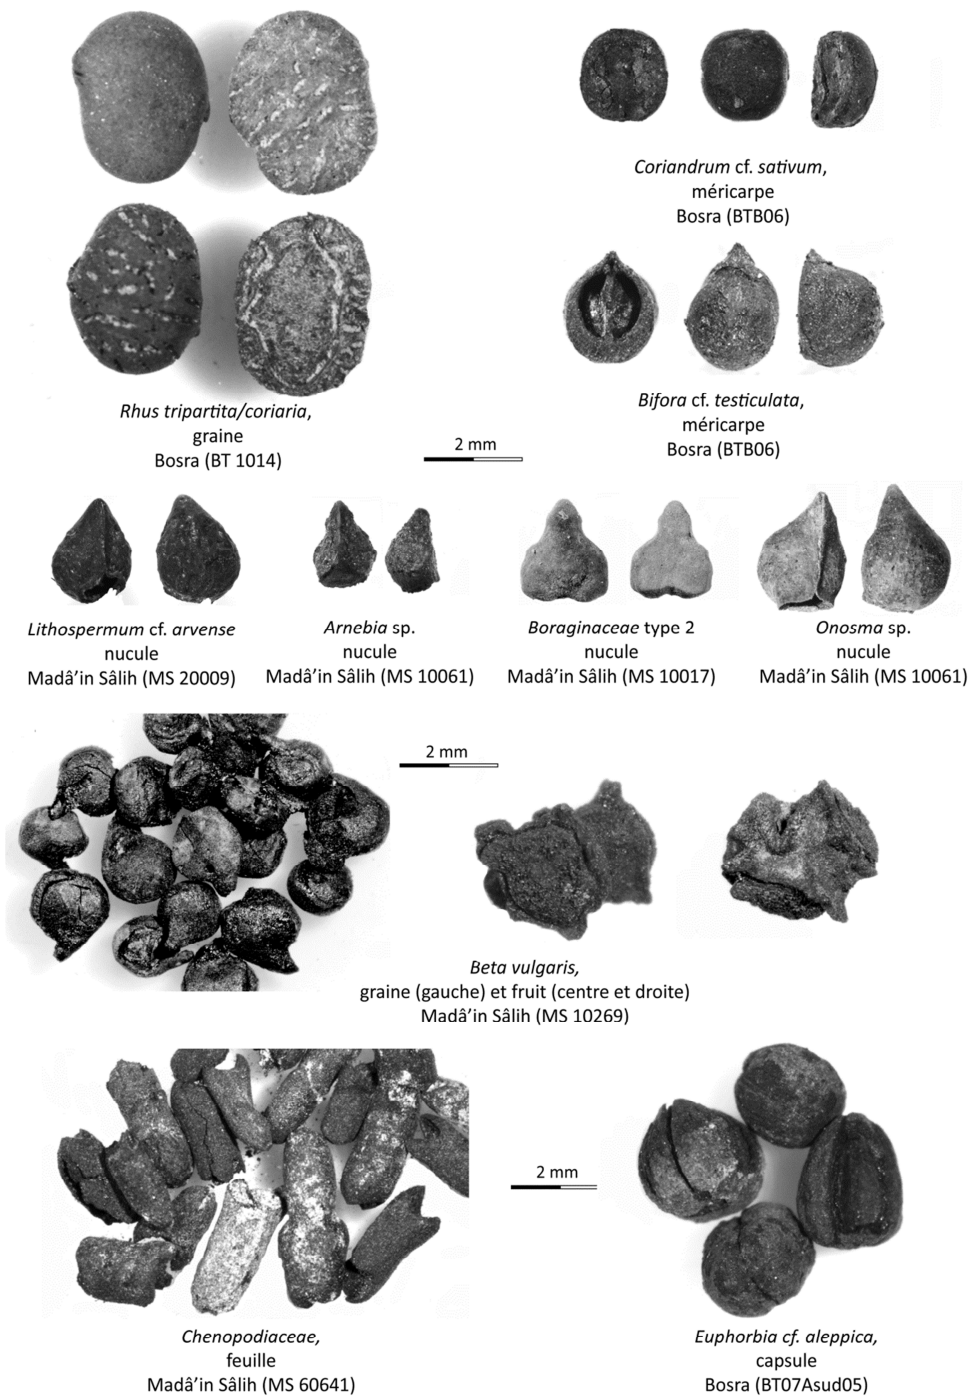 Coriandrum cf. sativum,
méricarpe
Bosra (BTB06)
Rhus tripartita/coriaria,
graine
Bosra (BT 1014)
Bifora cf. testiculata,
méricarpe
Bosra (BTB06)
2 mm
Lithospermum cf. arvense
nucule
Madâ’in Sâlih (MS 20009)
Arnebia sp.
nucule
Madâ’in Sâlih (MS 10061)
Boraginaceae type 2
nucule
Madâ’in Sâlih (MS 10017)
Onosma sp.
nucule
Madâ’in Sâlih (MS 10061)
2 mm
Beta vulgaris,
graine (gauche) et fruit (centre et droite)
Madâ’in Sâlih (MS 10269)
2 mm
Chenopodiaceae,
feuille
Madâ’in Sâlih (MS 60641)
Euphorbia cf. aleppica,
capsule
Bosra (BT07Asud05)